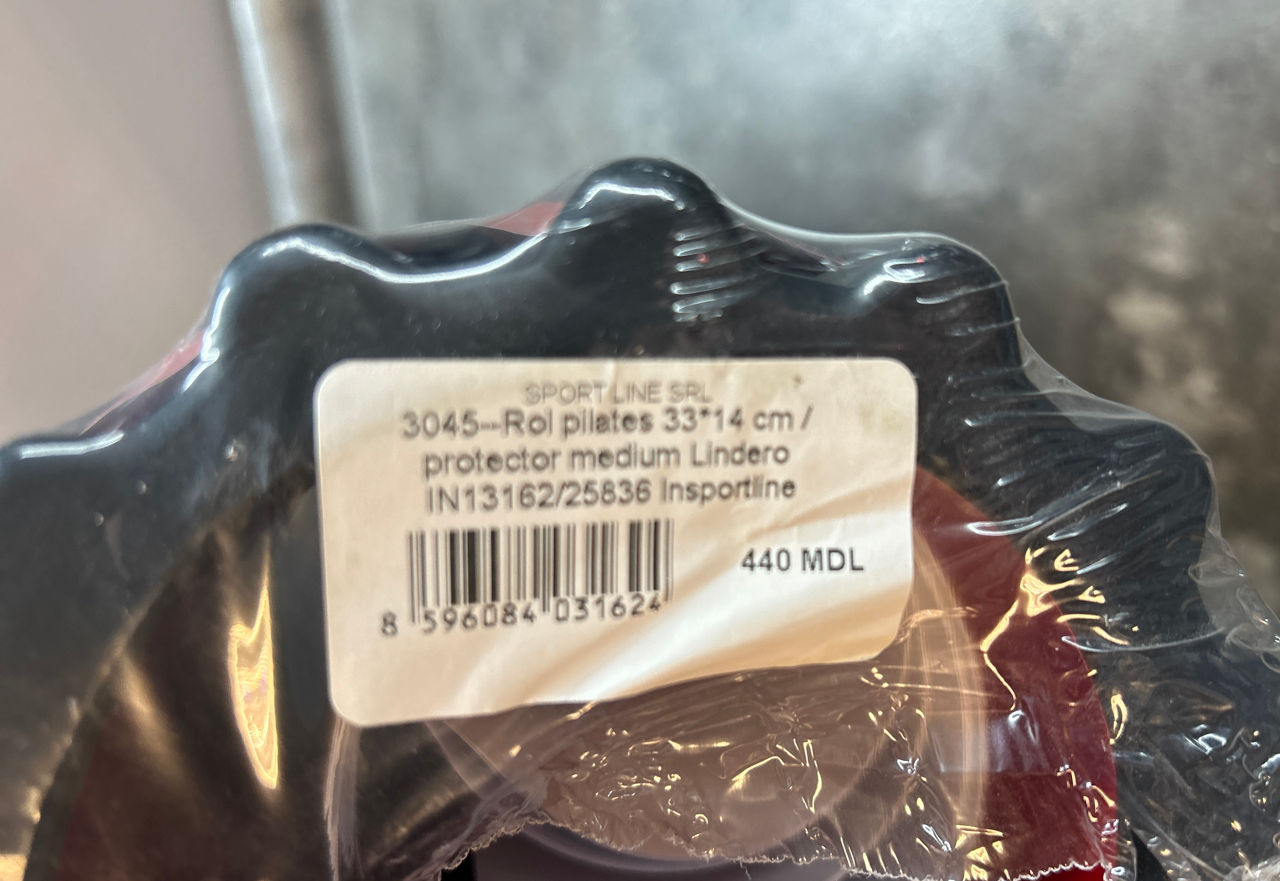 SPORT LINE SRL
3045--Rol pilates 33*14 cm /
protector medium Lindero
IN13162/25836 Insportline
440 MDL
8 596084 031624